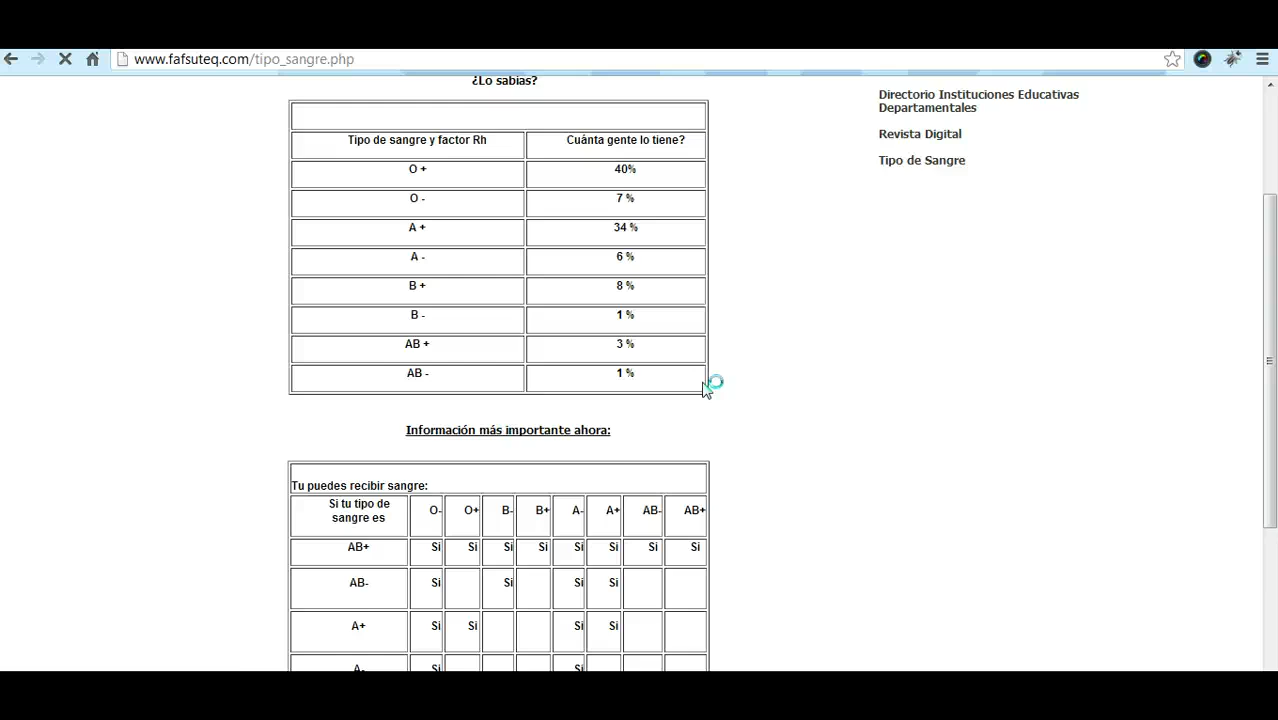 www.fafsuteq.com/tipo_sangre.php
¿Lo sabias?
Tipo de sangre y factor Rh Cuánta gente lo tiene?
O + 40%
O - 7 %
A + 34 %
A - 6 %
B + 8 %
B - 1 %
AB + 3 %
AB - 1 %
Información más importante ahora:
Tu puedes recibir sangre:
Si tu tipo de
sangre es O- O+ B- B+ A- A+ AB- AB+
AB+ Si Si Si Si Si Si Si Si
AB- Si Si Si Si
A+ Si Si Si Si
A- Si Si
Directorio Instituciones Educativas
Departamentales
Revista Digital
Tipo de Sangre